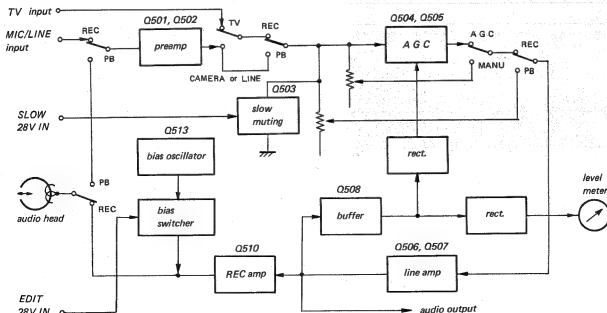 TV input
Q501, Q502
Q504, Q505
MIC/LINE
input
REC
PB
preamp
TV
REC
PB
CAMERA or LINE
A G C
A G C
MANU
REC
PB
Q503
slow
muting
SLOW
28V IN
Q513
bias oscillator
rect.
level
meter
PB
REC
audio head
bias
switcher
Q508
buffer
rect.
Q510
REC amp
Q506, Q507
line amp
EDIT
28V IN
audio output